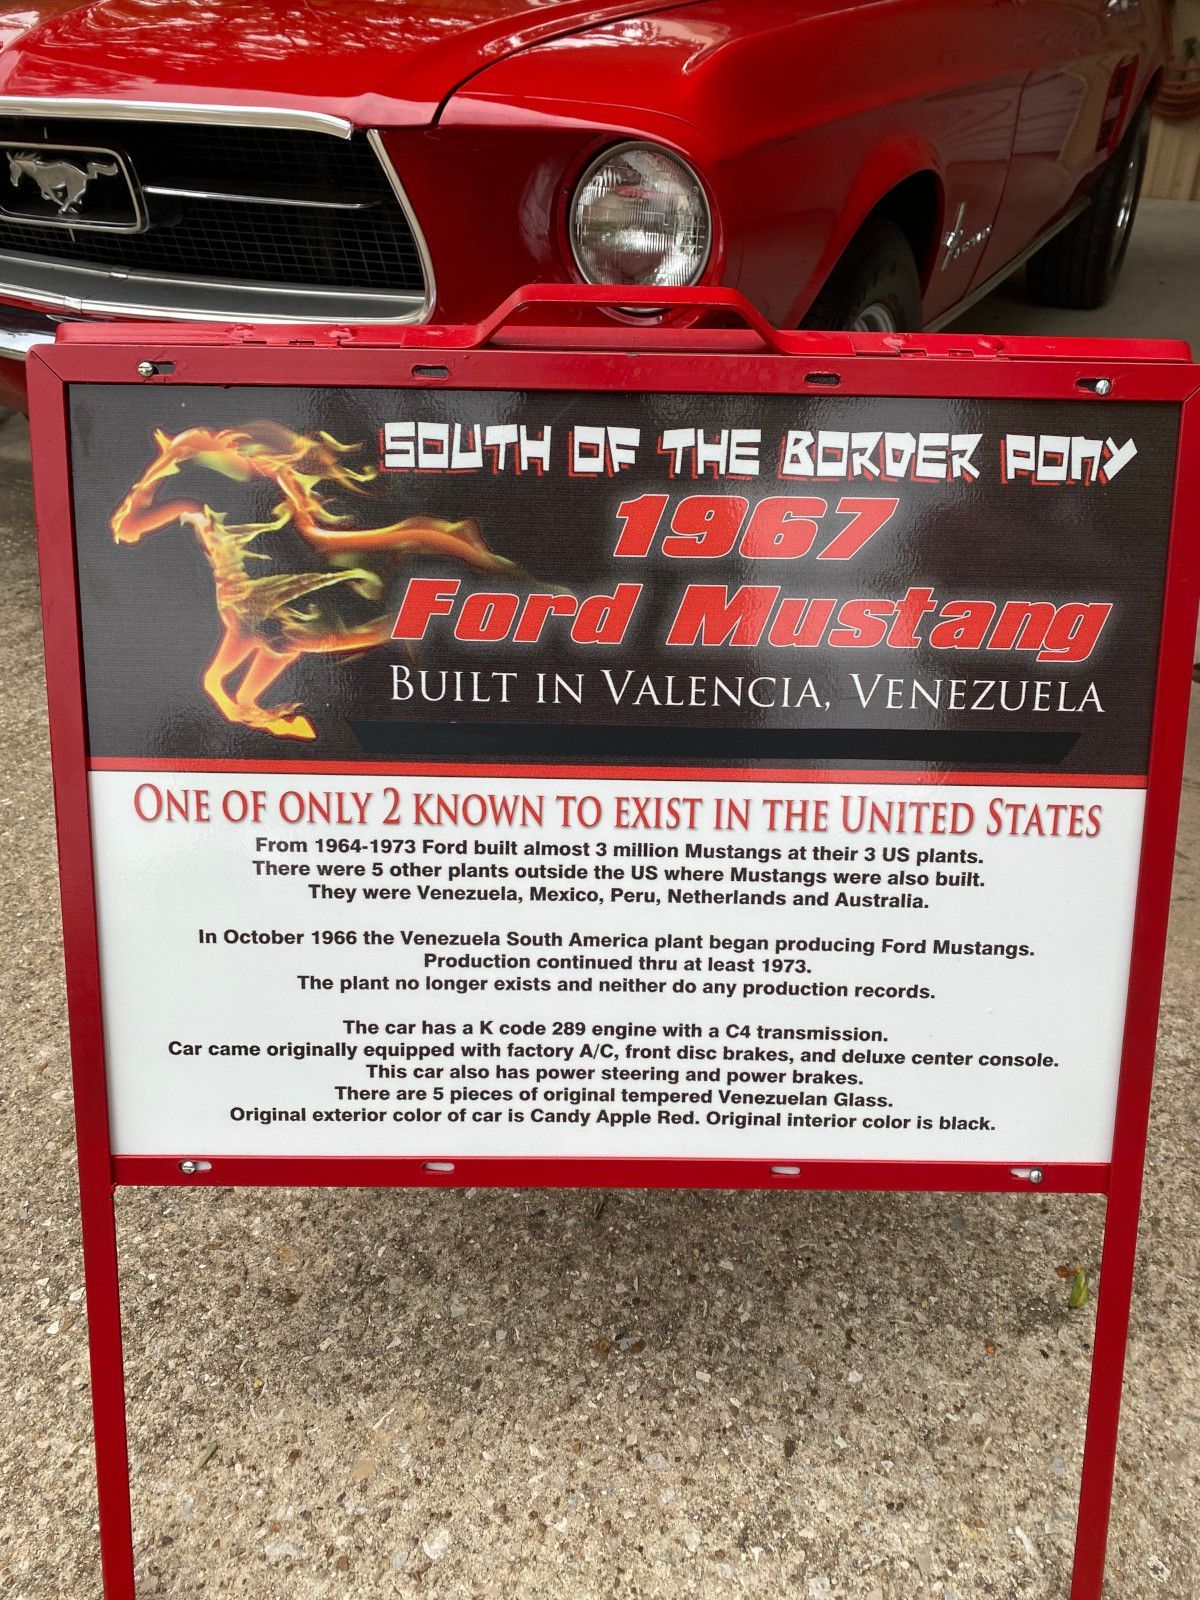 SOUTH OF THE BORDER PONY
1967
Ford Mustang
BUILT IN VALENCIA, VENEZUELA
ONE OF ONLY 2 KNOWN TO EXIST IN THE UNITED STATES
From 1964-1973 Ford built almost 3 million Mustangs at their 3 US plants.
There were 5 other plants outside the US where Mustangs were also built.
They were Venezuela, Mexico, Peru, Netherlands and Australia.
In October 1966 the Venezuela South America plant began producing Ford Mustangs.
Production continued thru at least 1973.
The plant no longer exists and neither do any production records.
The car has a K code 289 engine with a C4 transmission.
Car came originally equipped with factory A/C, front disc brakes, and deluxe center console.
This car also has power steering and power brakes.
There are 5 pieces of original tempered Venezuelan Glass.
Original exterior color of car is Candy Apple Red. Original interior color is black.